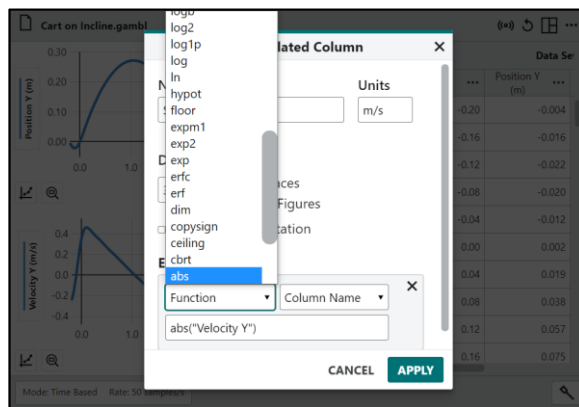 Cart on Incline.gambl
lated Column
Data Se
logb
log2
log1p
log
ln
hypot
floor
expm1
exp2
exp
erfc
erf
dim
copysign
ceiling
cbrt
abs
Units
m/s
Figures
Function
Column Name
abs("Velocity Y")
CANCEL
APPLY
Position Y (m)
0.30
0.20
0.10
0.00
0.0
1.0
Velocity Y (m/s)
0.4
0.2
0.0
-0.2
-0.4
0.0
1.0
Position Y
(m)
-0.20
-0.004
-0.16
-0.016
-0.12
-0.022
-0.08
-0.020
-0.04
-0.012
0.00
0.002
0.04
0.019
0.08
0.038
0.12
0.057
0.16
0.075
Mode: Time Based Rate: 50 samples/s